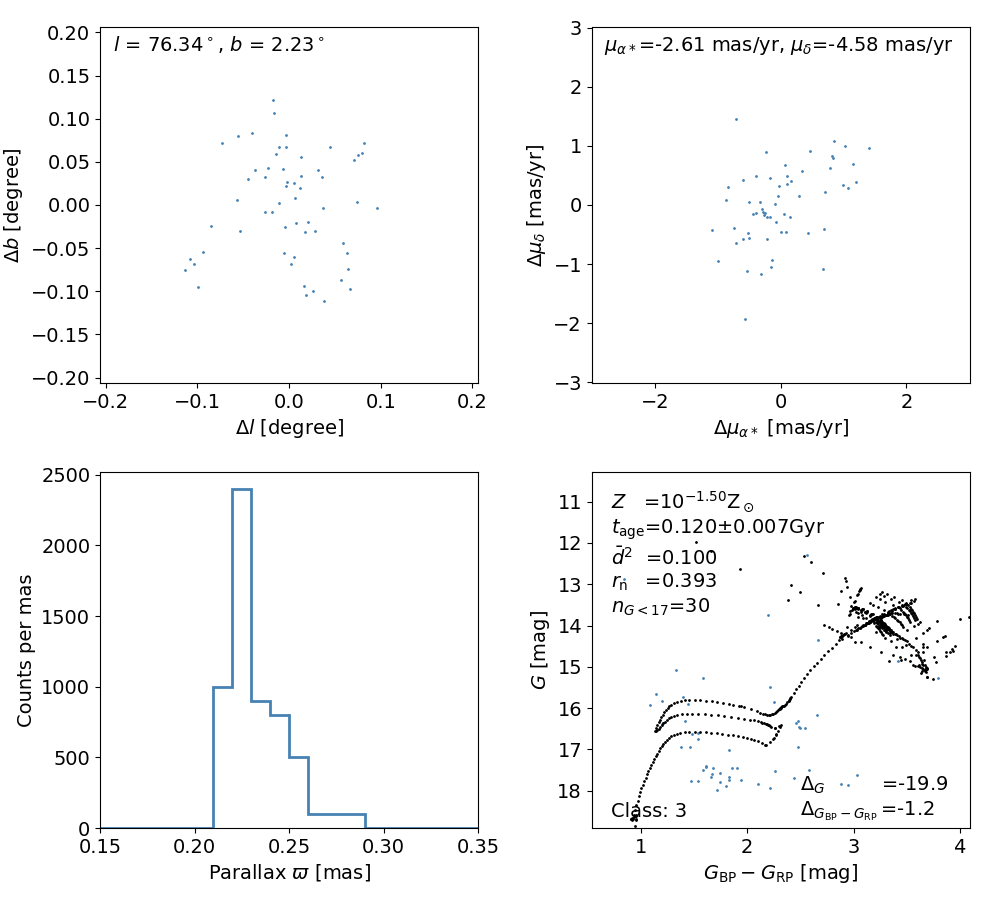 l = 76.34°, b = 2.23°
0.20
0.15
0.10
0.05
0.00
−0.05
−0.10
−0.15
−0.20
Δb [degree]
−0.2 −0.1 0.0 0.1 0.2
Δl [degree]
μα*=-2.61 mas/yr, μδ=-4.58 mas/yr
3
2
1
0
−1
−2
−3
Δμδ [mas/yr]
−2 0 2
Δμα* [mas/yr]
2500
2000
1500
1000
500
0
Counts per mas
0.15 0.20 0.25 0.30 0.35
Parallax ϖ [mas]
Z =10^−1.50 Z⊙
tage=0.120±0.007Gyr
d̄² =0.100
rn =0.393
nG<17=30
11
12
13
14
15
16
17
18
G [mag]
ΔG =-19.9
Class: 3
ΔGBP−GRP=-1.2
1 2 3 4
GBP − GRP [mag]